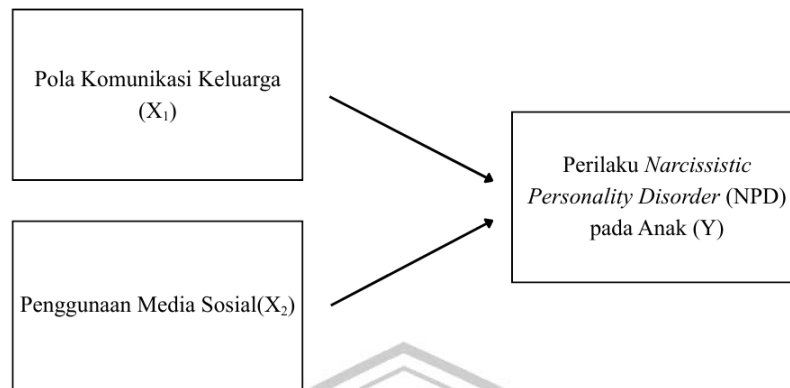 Pola Komunikasi Keluarga
(X₁)
Perilaku Narcissistic
Personality Disorder (NPD)
pada Anak (Y)
Penggunaan Media Sosial(X₂)